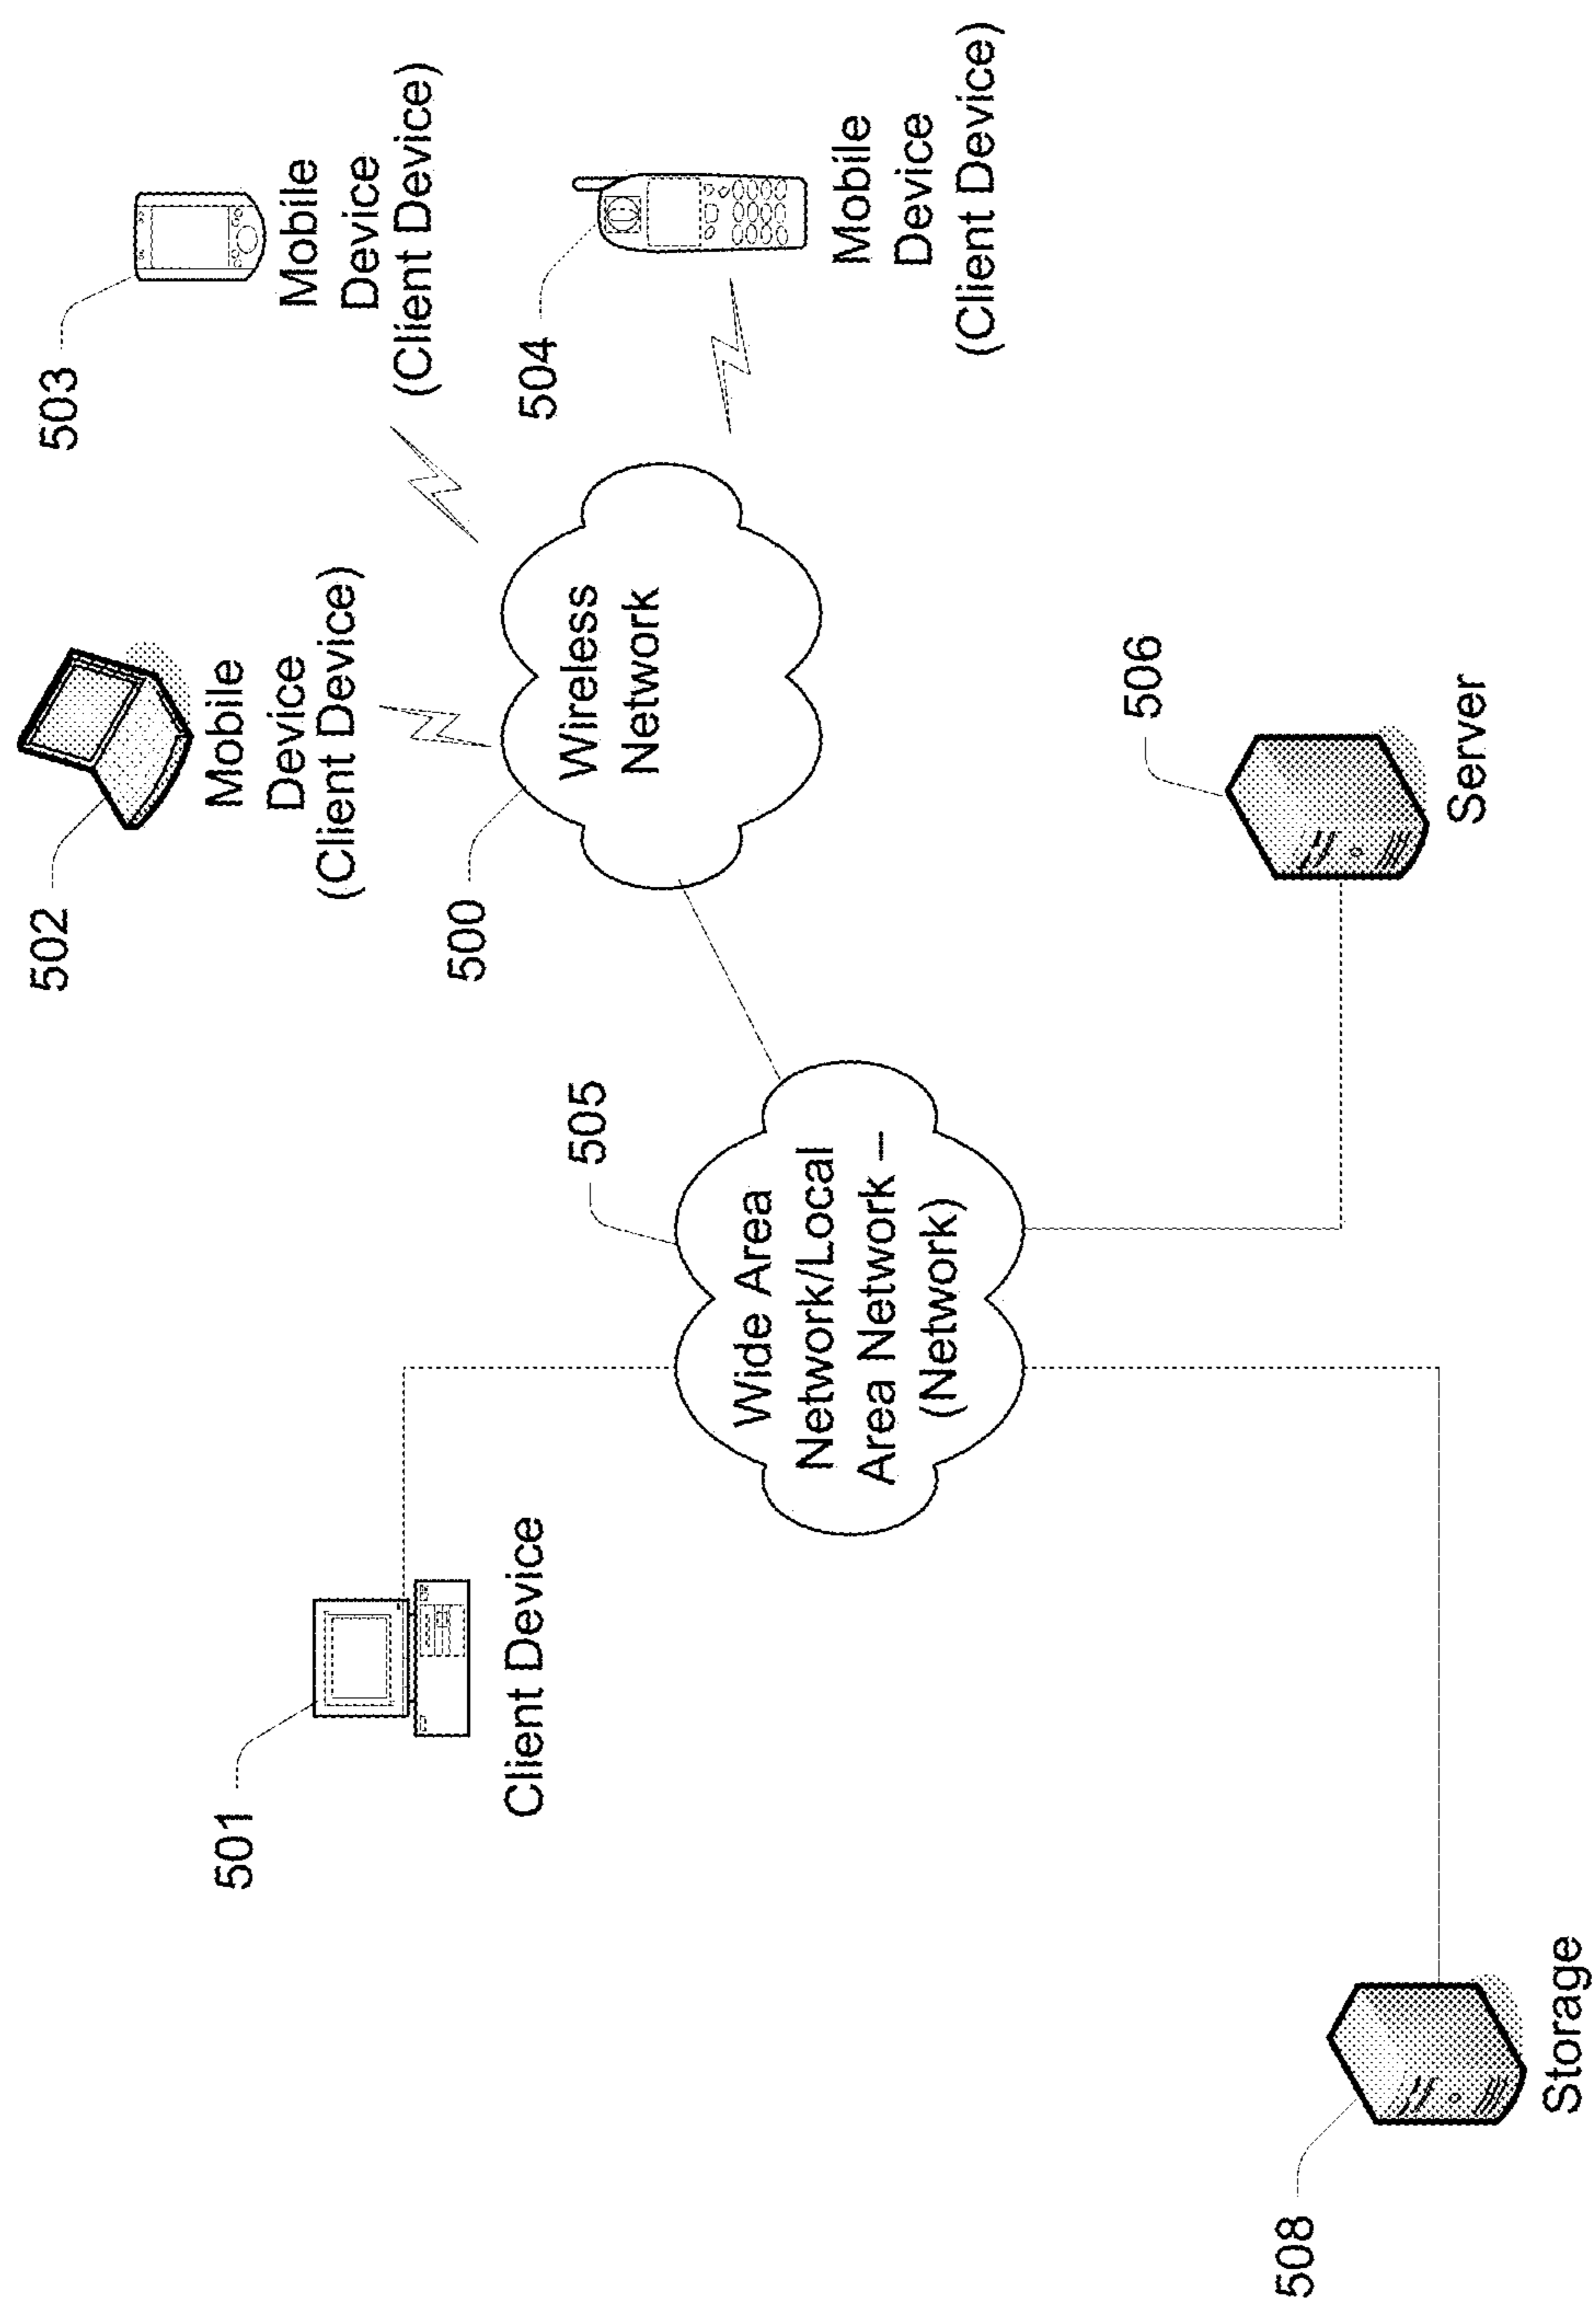 501
Client Device
502
Mobile
Device
(Client Device)
503
Mobile
Device
(Client Device)
504
Mobile
Device
(Client Device)
500
Wireless
Network
505
Wide Area
Network/Local
Area Network –
(Network)
506
Server
508
Storage